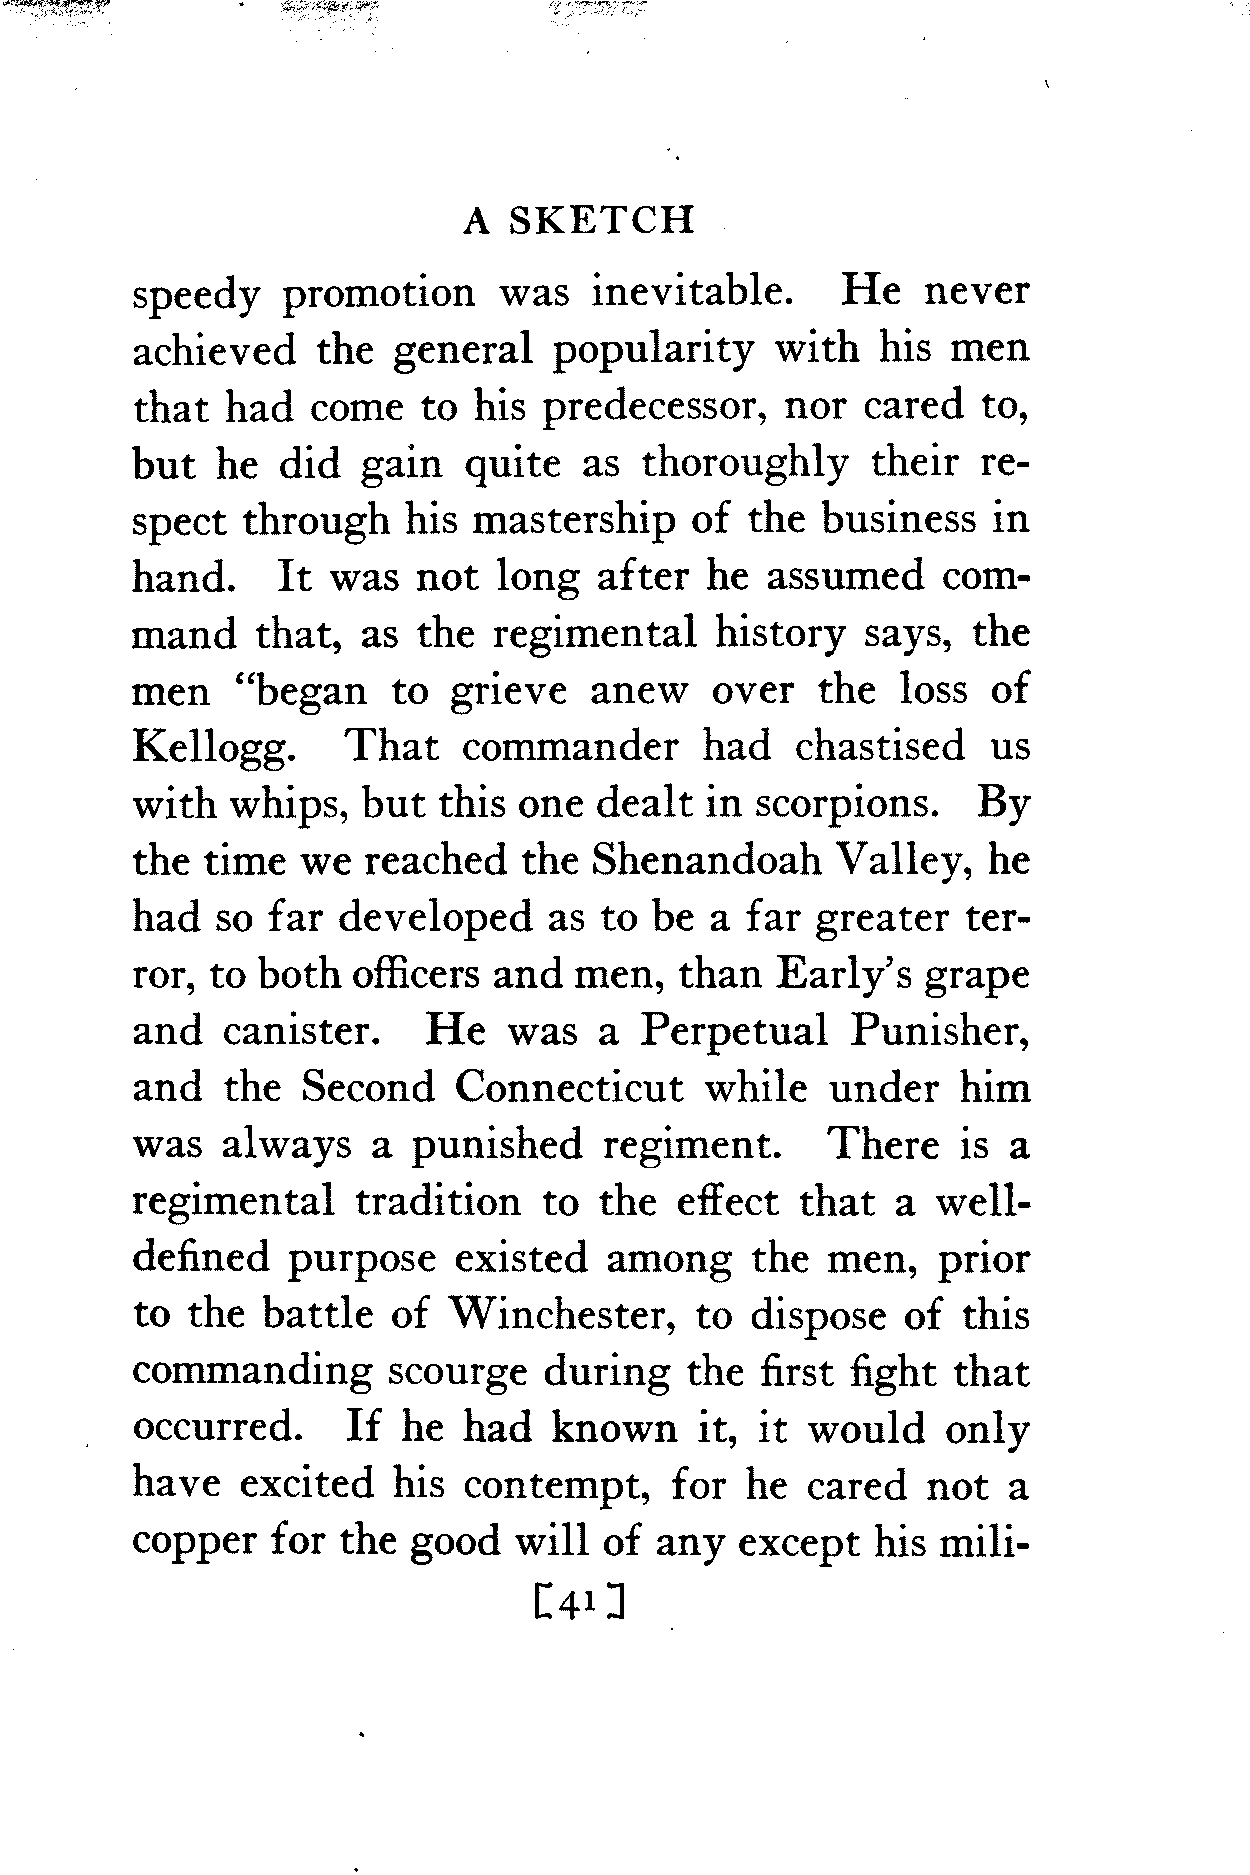 A SKETCH
speedy promotion was inevitable. He never
achieved the general popularity with his men
that had come to his predecessor, nor cared to,
but he did gain quite as thoroughly their re-
spect through his mastership of the business in
hand. It was not long after he assumed com-
mand that, as the regimental history says, the
men “began to grieve anew over the loss of
Kellogg. That commander had chastised us
with whips, but this one dealt in scorpions. By
the time we reached the Shenandoah Valley, he
had so far developed as to be a far greater ter-
ror, to both officers and men, than Early’s grape
and canister. He was a Perpetual Punisher,
and the Second Connecticut while under him
was always a punished regiment. There is a
regimental tradition to the effect that a well-
defined purpose existed among the men, prior
to the battle of Winchester, to dispose of this
commanding scourge during the first fight that
occurred. If he had known it, it would only
have excited his contempt, for he cared not a
copper for the good will of any except his mili-
[41]